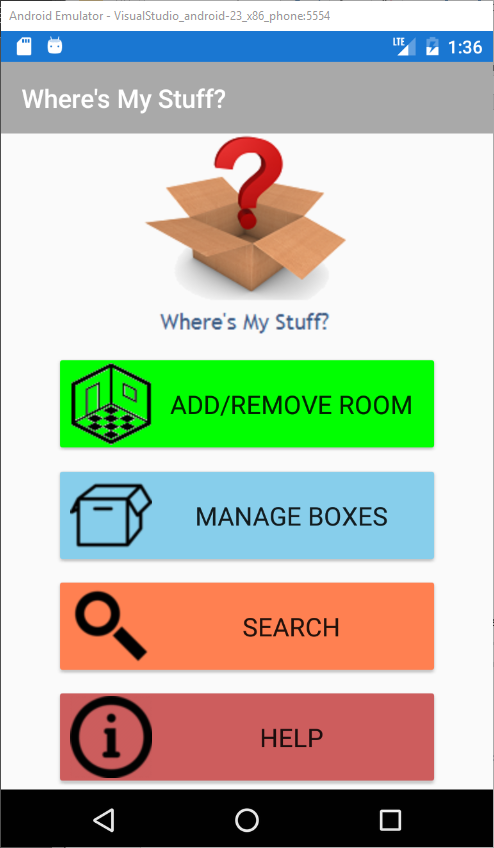 Android Emulator - VisualStudio_android-23_x86_phone:5554
LTE 1:36
Where's My Stuff?
?
Where's My Stuff?
ADD/REMOVE ROOM
MANAGE BOXES
SEARCH
i HELP